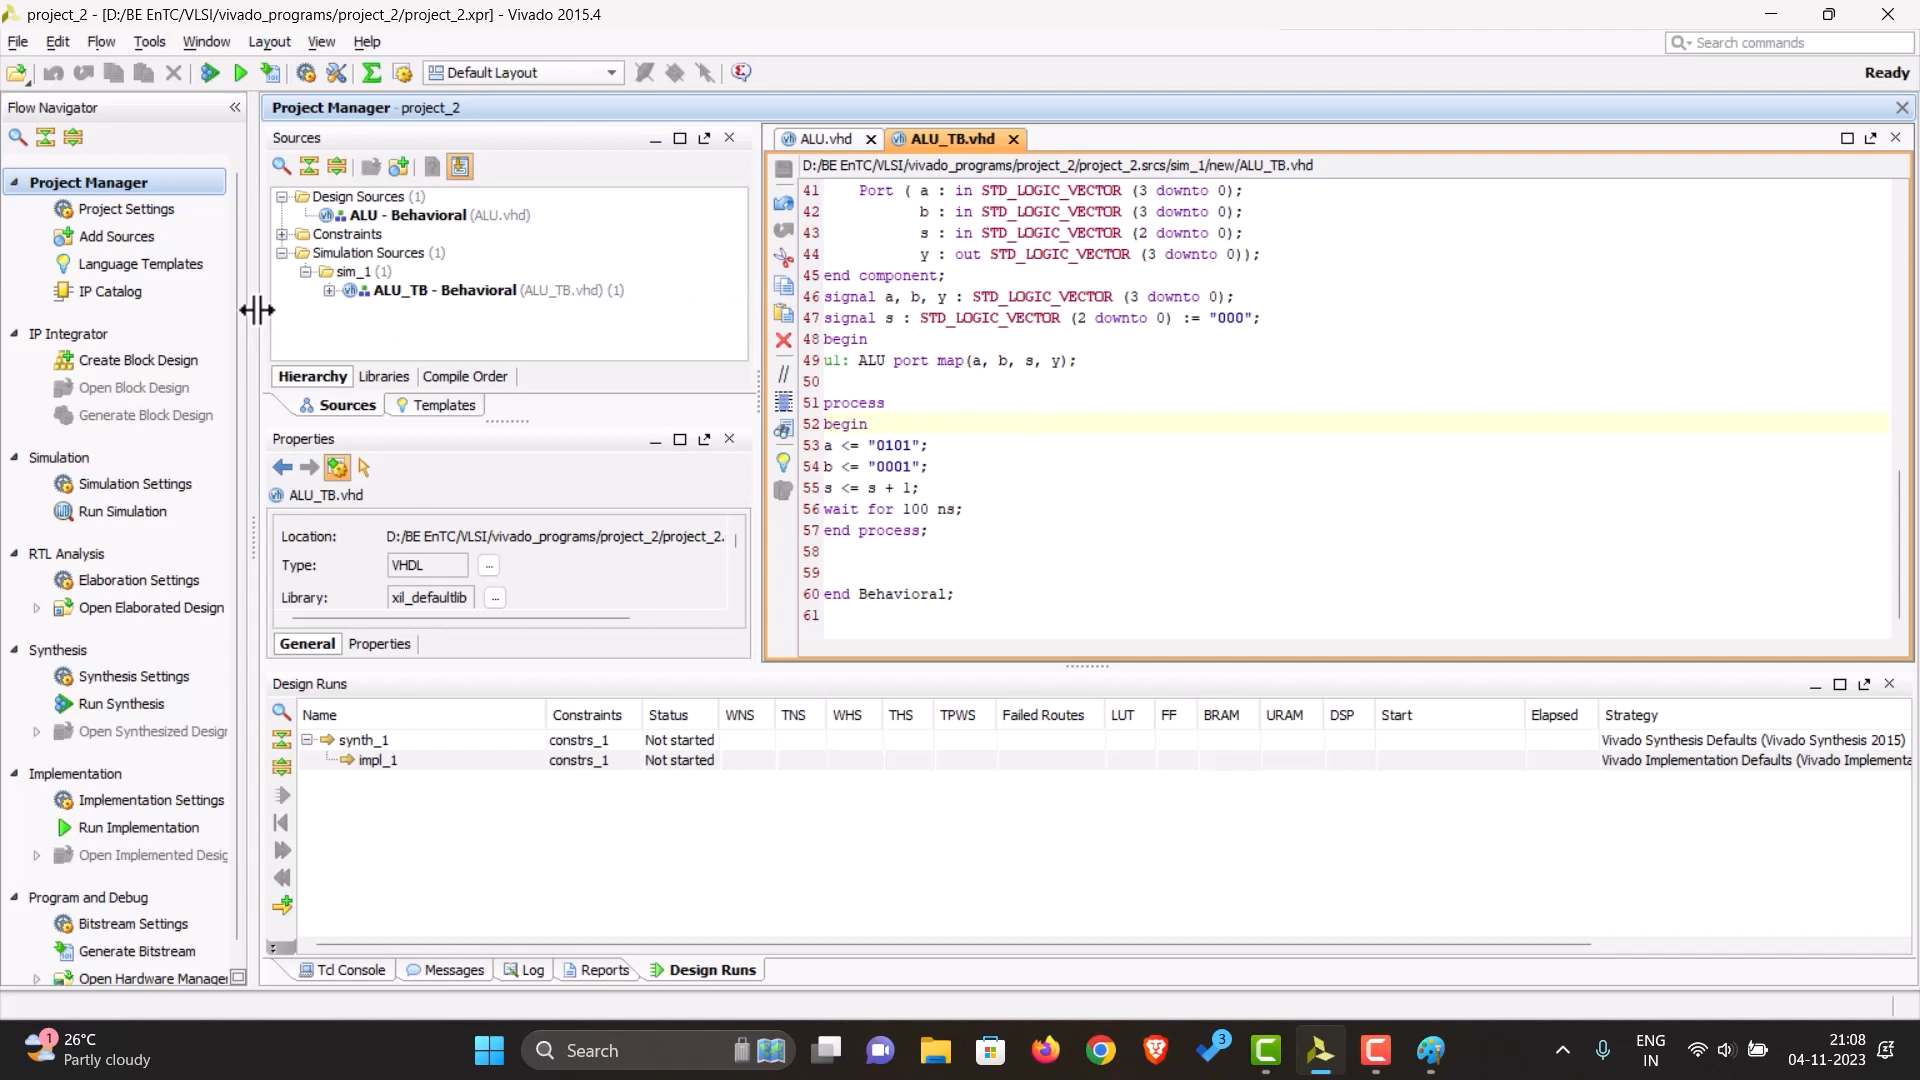 project_2 - [D:/BE EnTC/VLSI/vivado_programs/project_2/project_2.xpr] - Vivado 2015.4
File Edit Flow Tools Window Layout View Help
Search commands
Default Layout
Ready
Flow Navigator
Project Manager
Project Settings
Add Sources
Language Templates
IP Catalog
IP Integrator
Create Block Design
Open Block Design
Generate Block Design
Simulation
Simulation Settings
Run Simulation
RTL Analysis
Elaboration Settings
Open Elaborated Design
Synthesis
Synthesis Settings
Run Synthesis
Open Synthesized Desigr
Implementation
Implementation Settings
Run Implementation
Open Implemented Desic
Program and Debug
Bitstream Settings
Generate Bitstream
Open Hardware Manager
Project Manager - project_2
Sources
Design Sources (1)
ALU - Behavioral (ALU.vhd)
Constraints
Simulation Sources (1)
sim_1 (1)
ALU_TB - Behavioral (ALU_TB.vhd) (1)
Hierarchy Libraries Compile Order
Sources Templates
Properties
ALU_TB.vhd
Location: D:/BE EnTC/VLSI/vivado_programs/project_2/project_2.
Type: VHDL ...
Library: xil_defaultlib ...
General Properties
ALU.vhd ALU_TB.vhd
D:/BE EnTC/VLSI/vivado_programs/project_2/project_2.srcs/sim_1/new/ALU_TB.vhd
41 Port ( a : in STD_LOGIC_VECTOR (3 downto 0);
42 b : in STD_LOGIC_VECTOR (3 downto 0);
43 s : in STD_LOGIC_VECTOR (2 downto 0);
44 y : out STD_LOGIC_VECTOR (3 downto 0));
45 end component;
46 signal a, b, y : STD_LOGIC_VECTOR (3 downto 0);
47 signal s : STD_LOGIC_VECTOR (2 downto 0) := "000";
48 begin
49 u1: ALU port map(a, b, s, y);
50
51 process
52 begin
53 a <= "0101";
54 b <= "0001";
55 s <= s + 1;
56 wait for 100 ns;
57 end process;
58
59
60 end Behavioral;
61
Design Runs
Name Constraints Status WNS TNS WHS THS TPWS Failed Routes LUT FF BRAM URAM DSP Start Elapsed Strategy
synth_1 constrs_1 Not started Vivado Synthesis Defaults (Vivado Synthesis 2015)
impl_1 constrs_1 Not started Vivado Implementation Defaults (Vivado Implementa
Tcl Console Messages Log Reports Design Runs
1
26°C
Partly cloudy
Search
3
ENG
IN
21:08
04-11-2023